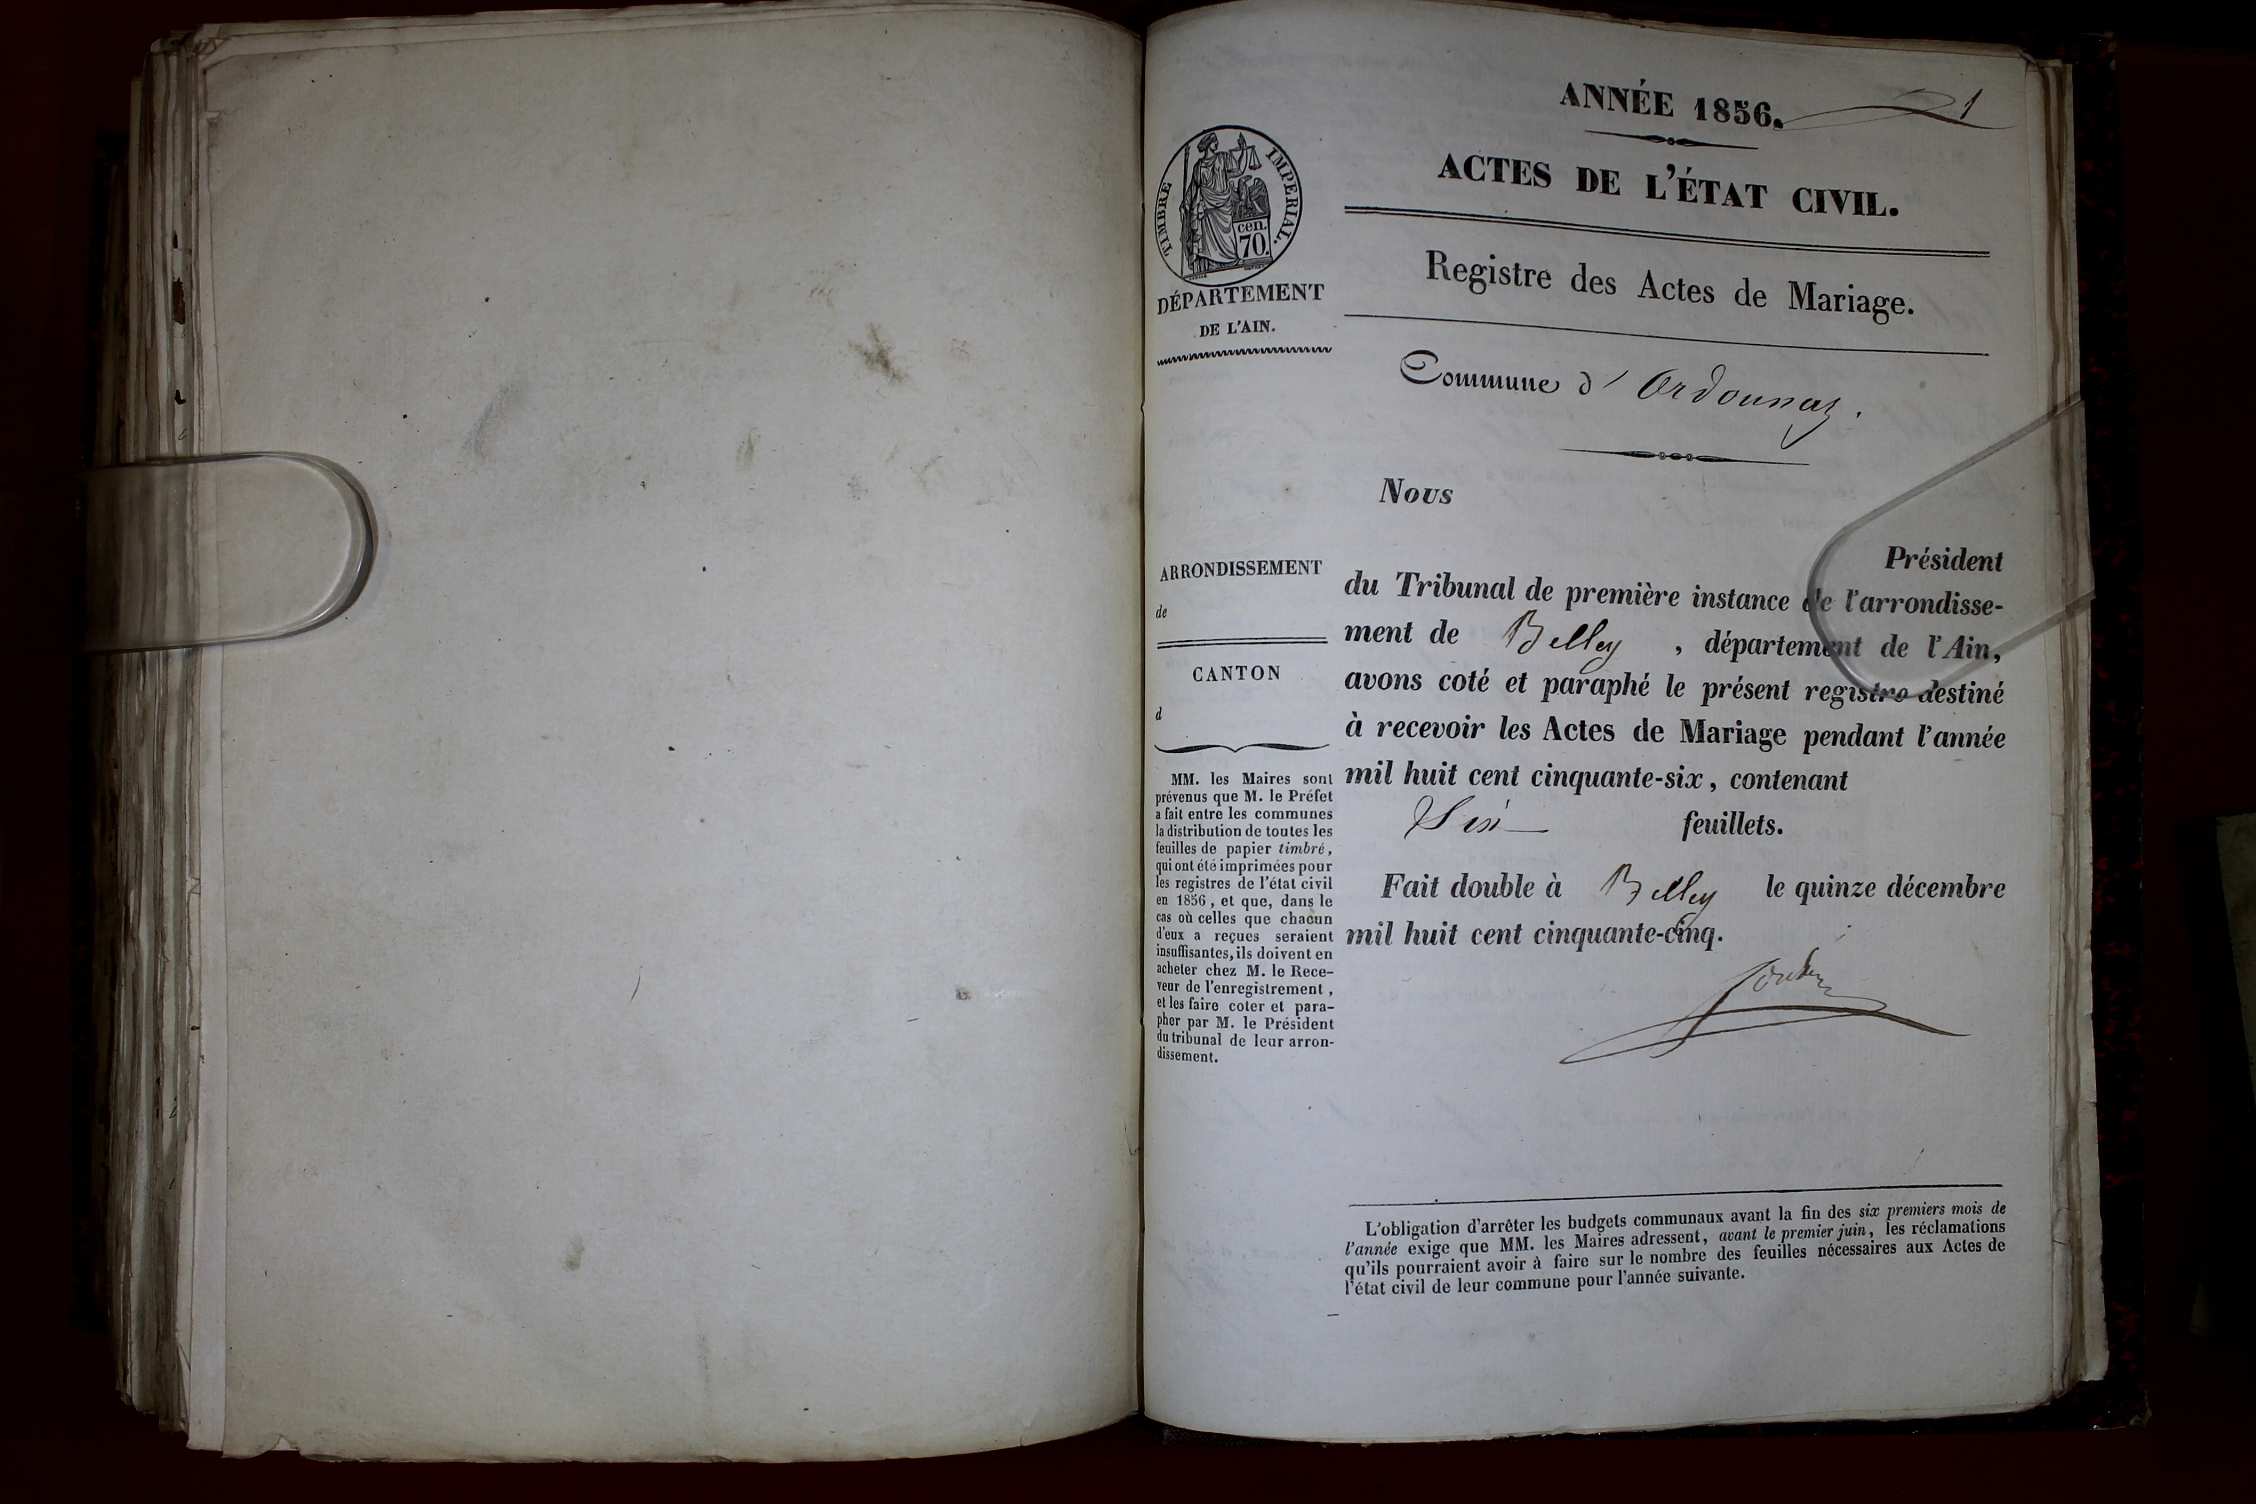 ANNÉE 1856.
1
ACTES DE L'ÉTAT CIVIL.
TIMBRE IMPERIAL.
cen.
70.
DÉPARTEMENT
DE L'AIN.
Registre des Actes de Mariage.
Commune d'Ordonnaz.
Nous
Président
du Tribunal de première instance de l'arrondisse-
ment de Belley, département de l'Ain,
avons coté et paraphé le présent registre destiné
à recevoir les Actes de Mariage pendant l'année
mil huit cent cinquante-six, contenant
Six feuillets.
Fait double à Belley le quinze décembre
mil huit cent cinquante-cinq.
ARRONDISSEMENT
de
CANTON
d
MM. les Maires sont
prévenus que M. le Préfet
a fait entre les communes
la distribution de toutes les
feuilles de papier timbré,
qui ont été imprimées pour
les registres de l'état civil
en 1856, et que, dans le
cas où celles que chacun
d'eux a reçues seraient
insuffisantes, ils doivent en
acheter chez M. le Rece-
veur de l'enregistrement,
et les faire coter et para-
pher par M. le Président
du tribunal de leur arron-
dissement.
L'obligation d'arrêter les budgets communaux avant la fin des six premiers mois de
l'année exige que MM. les Maires adressent, avant le premier juin, les réclamations
qu'ils pourraient avoir à faire sur le nombre des feuilles nécessaires aux Actes de
l'état civil de leur commune pour l'année suivante.